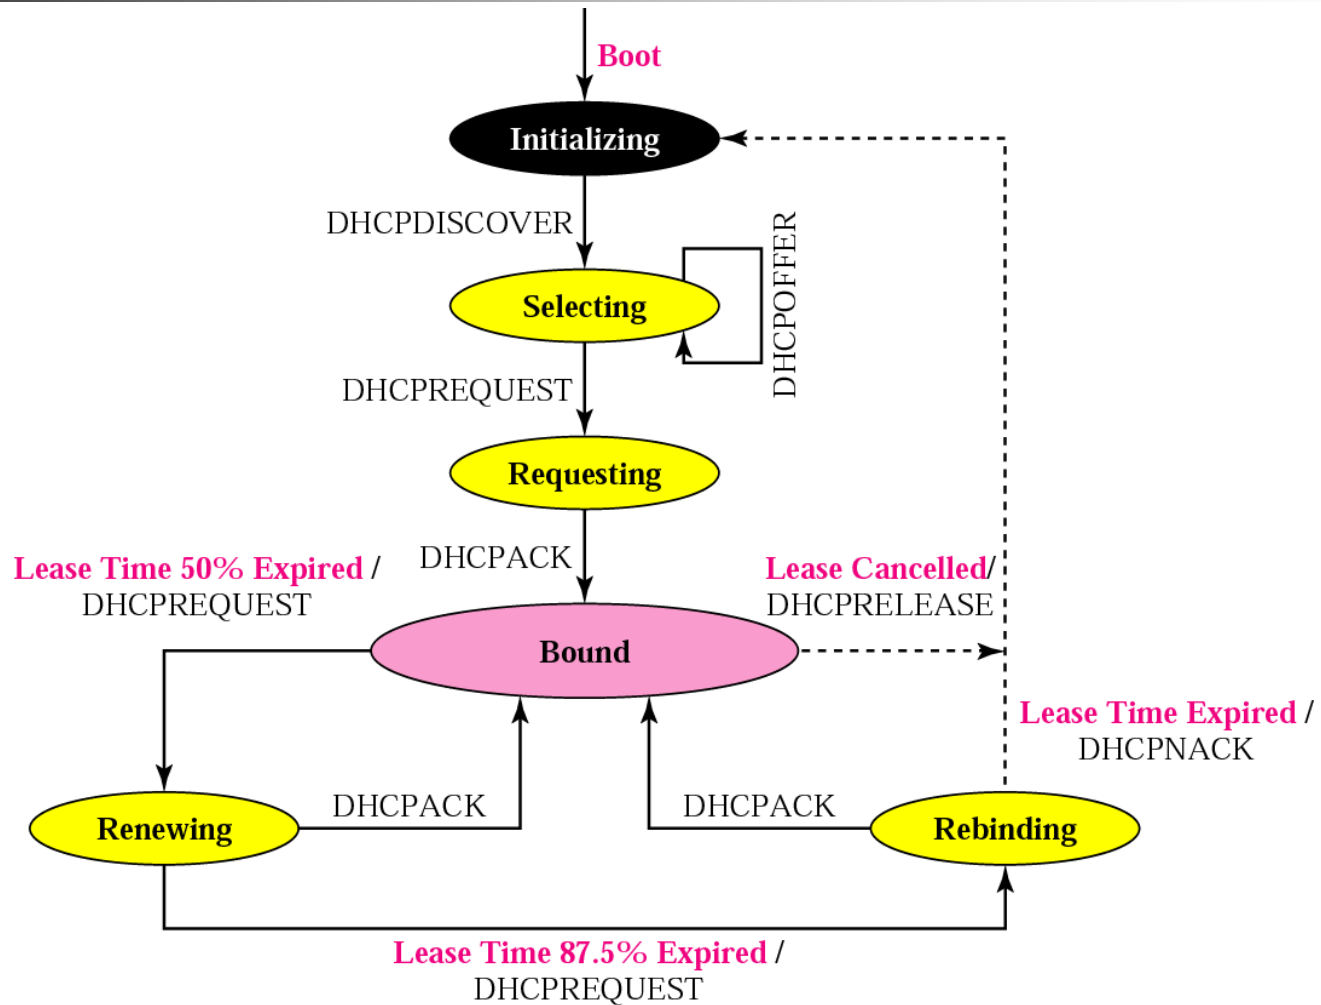 Boot
Initializing
DHCPDISCOVER
DHCPOFFER
Selecting
DHCPREQUEST
Requesting
DHCPACK
Lease Time 50% Expired /
DHCPREQUEST
Lease Cancelled/
DHCPRELEASE
Bound
Lease Time Expired /
DHCPNACK
DHCPACK
DHCPACK
Renewing
Rebinding
Lease Time 87.5% Expired /
DHCPREQUEST